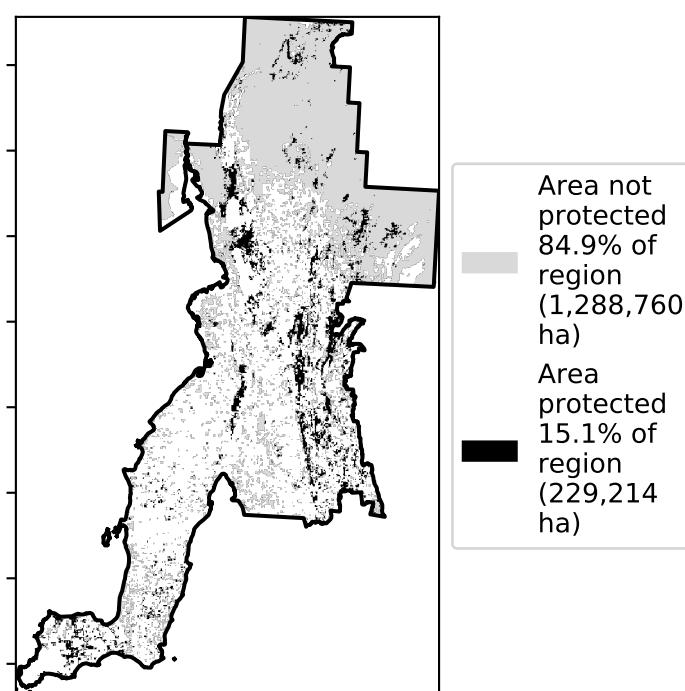 Area not
protected
84.9% of
region
(1,288,760
ha)
Area
protected
15.1% of
region
(229,214
ha)